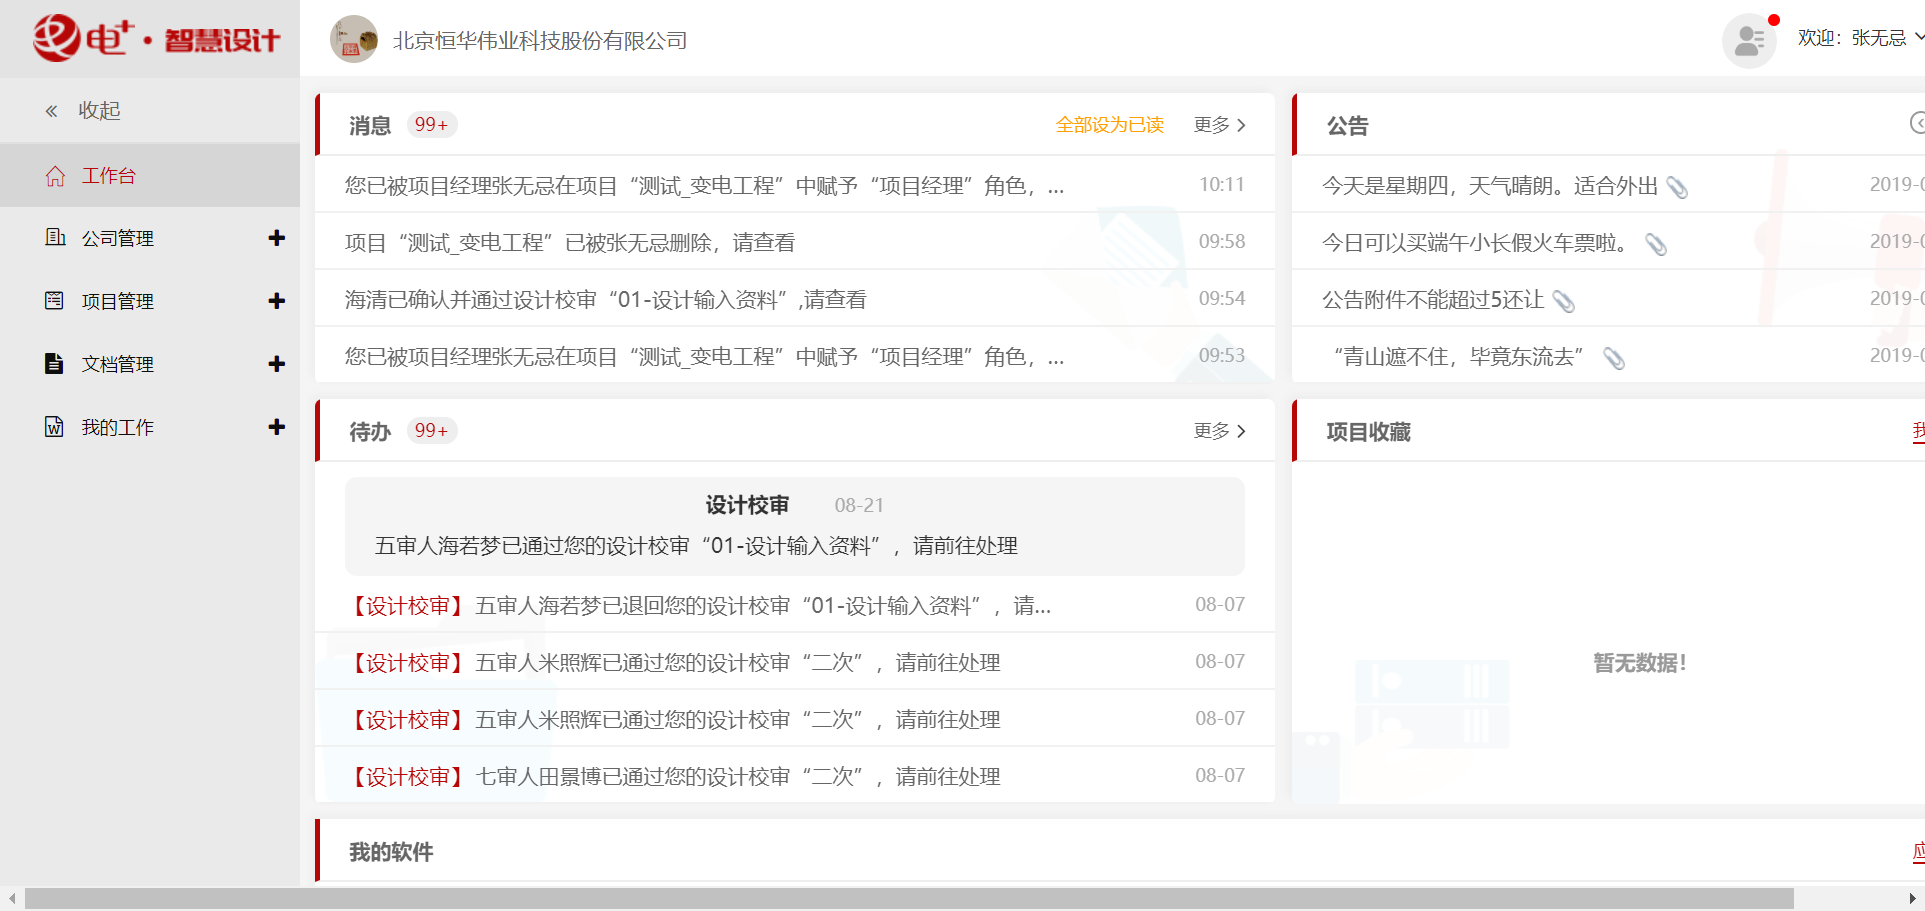 电+·智慧设计
北京恒华伟业科技股份有限公司
欢迎：张无忌
收起
工作台
公司管理
项目管理
文档管理
我的工作
消息 99+ 全部设为已读 更多
您已被项目经理张无忌在项目“测试_变电工程”中赋予“项目经理”角色，... 10:11
项目“测试_变电工程”已被张无忌删除，请查看 09:58
海清已确认并通过设计校审“01-设计输入资料”,请查看 09:54
您已被项目经理张无忌在项目“测试_变电工程”中赋予“项目经理”角色，... 09:53
公告
今天是星期四，天气晴朗。适合外出 2019-0
今日可以买端午小长假火车票啦。 2019-0
公告附件不能超过5还让 2019-0
“青山遮不住，毕竟东流去” 2019-0
待办 99+ 更多
设计校审 08-21
五审人海若梦已通过您的设计校审“01-设计输入资料”，请前往处理
【设计校审】五审人海若梦已退回您的设计校审“01-设计输入资料”，请... 08-07
【设计校审】五审人米照辉已通过您的设计校审“二次”，请前往处理 08-07
【设计校审】五审人米照辉已通过您的设计校审“二次”，请前往处理 08-07
【设计校审】七审人田景博已通过您的设计校审“二次”，请前往处理 08-07
项目收藏
暂无数据！
我的软件